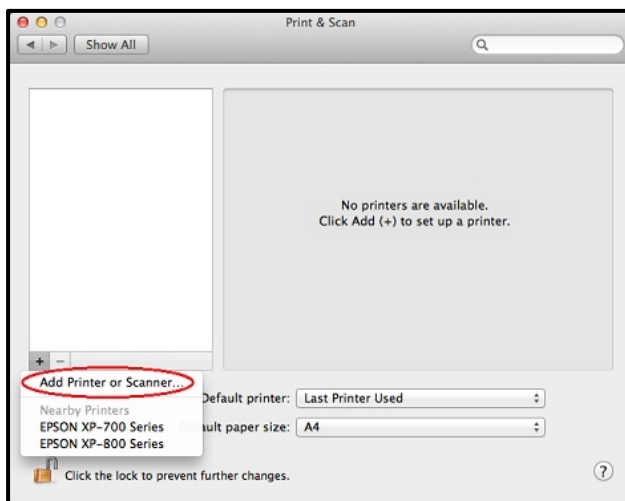 Print & Scan
Show All
No printers are available.
Click Add (+) to set up a printer.
+ −
Add Printer or Scanner...
Nearby Printers
EPSON XP-700 Series
EPSON XP-800 Series
Default printer: Last Printer Used
ault paper size: A4
Click the lock to prevent further changes.
?